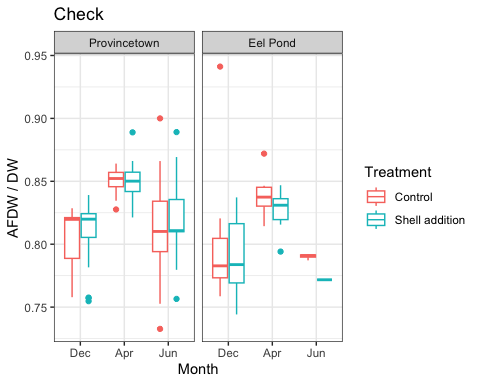 Check
Provincetown
Eel Pond
0.95
0.90
0.85
0.80
0.75
AFDW / DW
Dec
Apr
Jun
Dec
Apr
Jun
Month
Treatment
Control
Shell addition